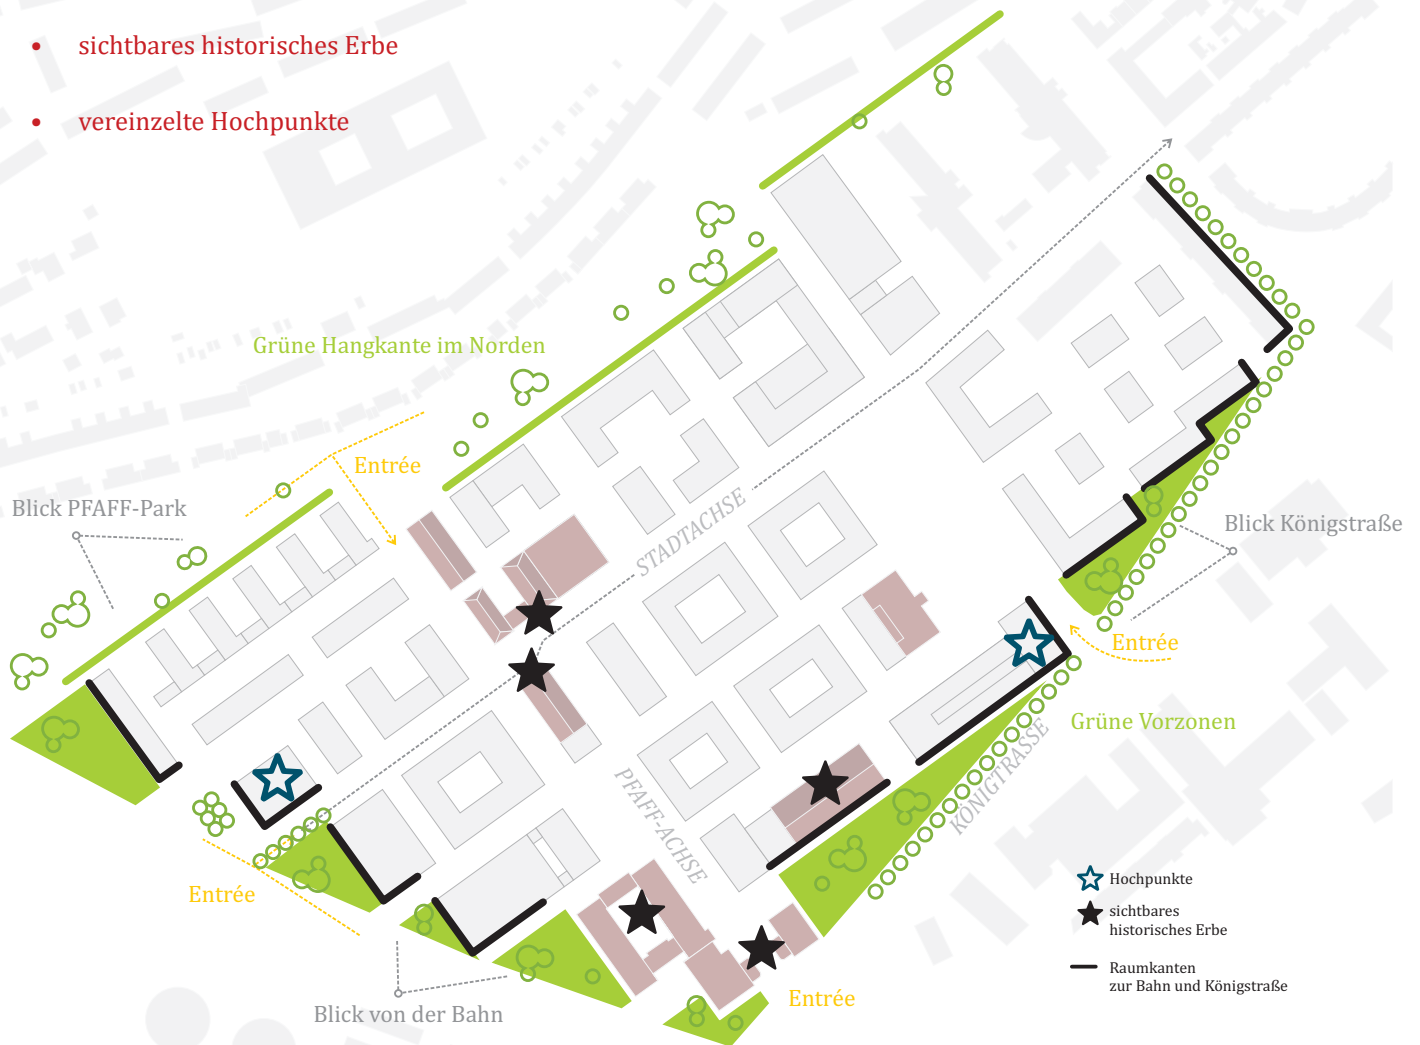 • sichtbares historisches Erbe
• vereinzelte Hochpunkte
Grüne Hangkante im Norden
Entrée
Blick PFAFF-Park
STADTACHSE
Blick Königstraße
Entrée
Grüne Vorzonen
KÖNIGTRASSE
PFAFF-ACHSE
Entrée
Hochpunkte
sichtbares
historisches Erbe
Raumkanten
zur Bahn und Königstraße
Entrée
Blick von der Bahn